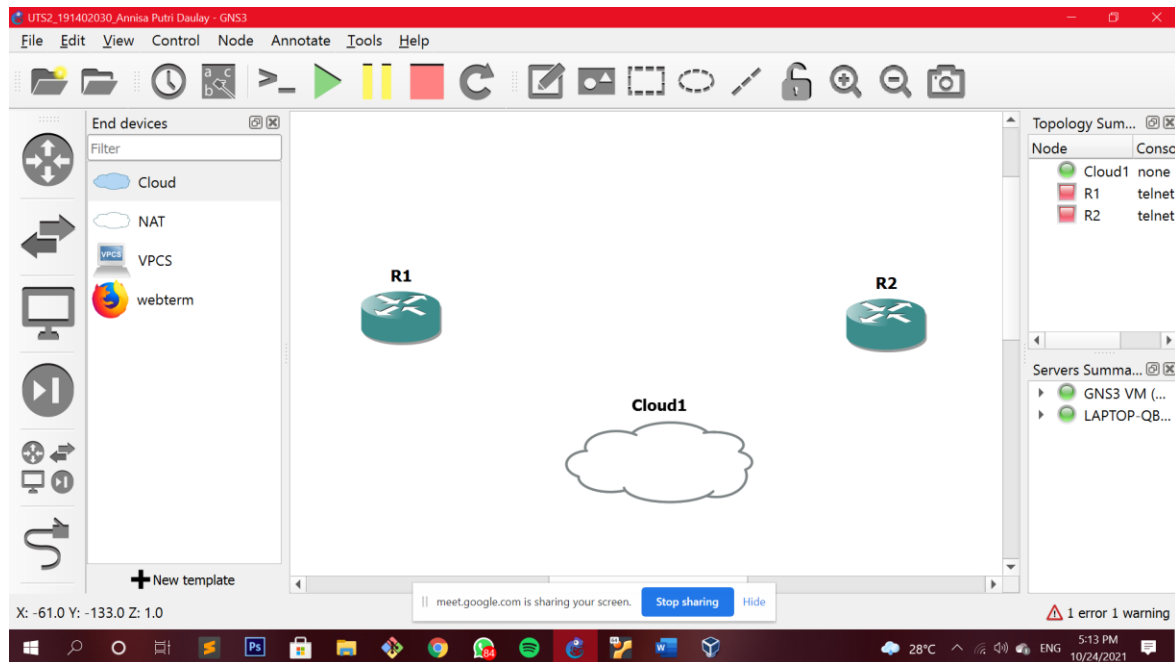 UTS2_191402030_Annisa Putri Daulay - GNS3
File Edit View Control Node Annotate Tools Help
End devices
Filter
Cloud
NAT
VPCS
VPCS
webterm
New template
R1
R2
Cloud1
Topology Sum...
Node Conso
Cloud1 none
R1 telnet
R2 telnet
Servers Summa...
GNS3 VM (...
LAPTOP-QB...
X: -61.0 Y: -133.0 Z: 1.0
meet.google.com is sharing your screen. Stop sharing Hide
1 error 1 warning
Ps
84
28°C ENG
5:13 PM
10/24/2021